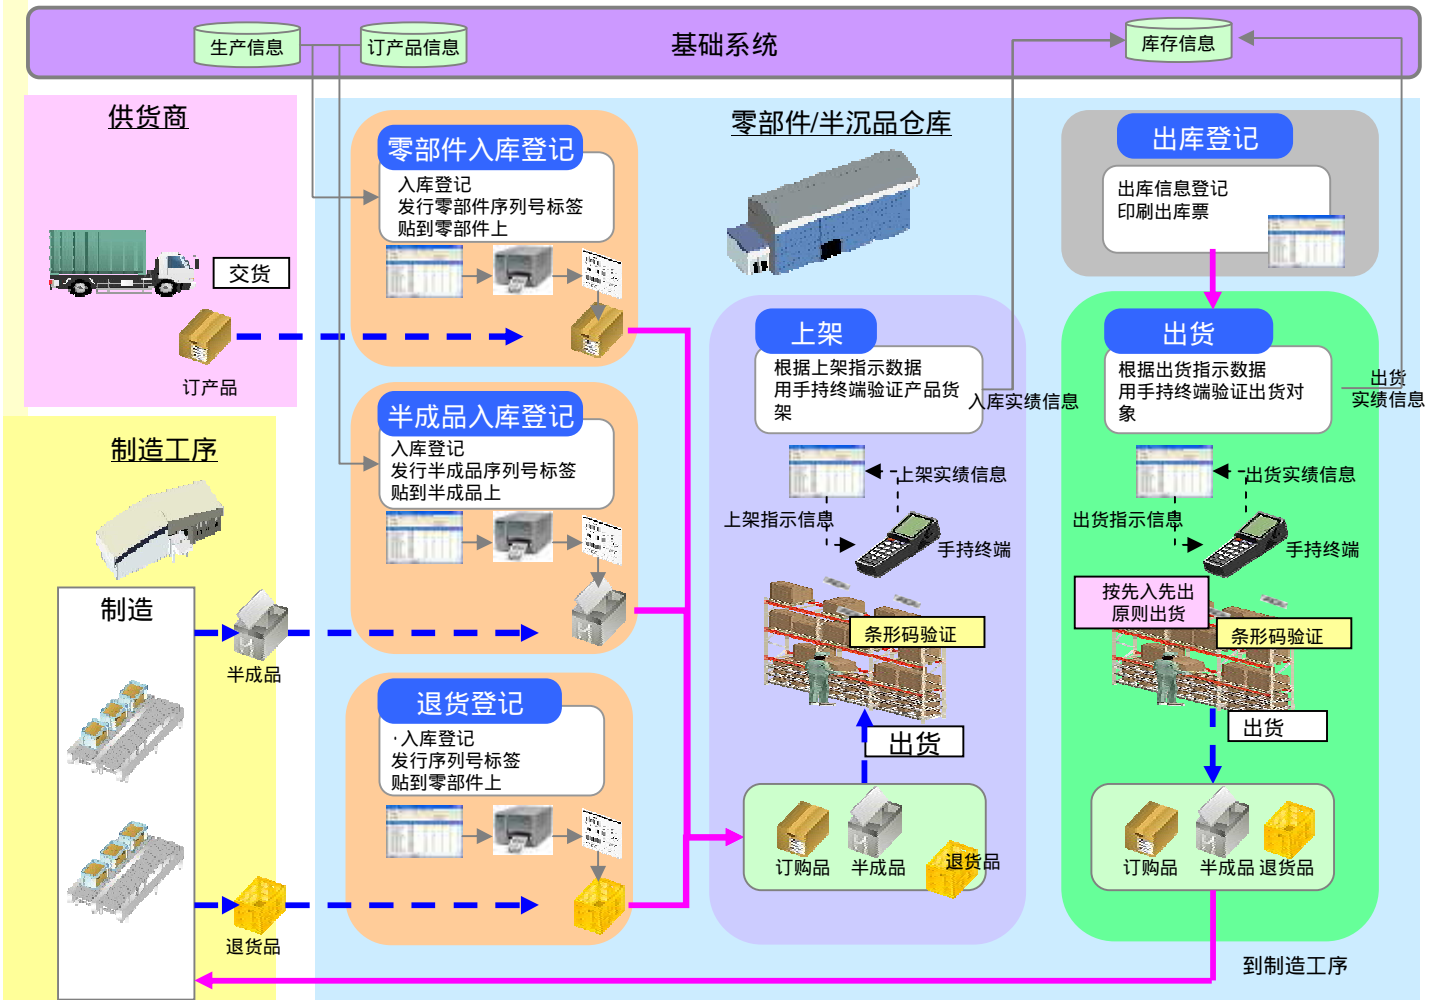 生产信息
订产品信息
基础系统
库存信息
供货商
交货
订产品
制造工序
制造
半成品
退货品
零部件入库登记
入库登记
发行零部件序列号标签
贴到零部件上
半成品入库登记
入库登记
发行半成品序列号标签
贴到半成品上
退货登记
·入库登记
发行序列号标签
贴到零部件上
零部件/半沉品仓库
上架
根据上架指示数据
用手持终端验证产品货
架
入库实绩信息
上架实绩信息
上架指示信息
手持终端
条形码验证
出货
订购品
半成品
退货品
出库登记
出库信息登记
印刷出库票
出货
根据出货指示数据
用手持终端验证出货对
象
出货
实绩信息
出货实绩信息
出货指示信息
手持终端
按先入先出
原则出货
条形码验证
出货
订购品
半成品
退货品
到制造工序